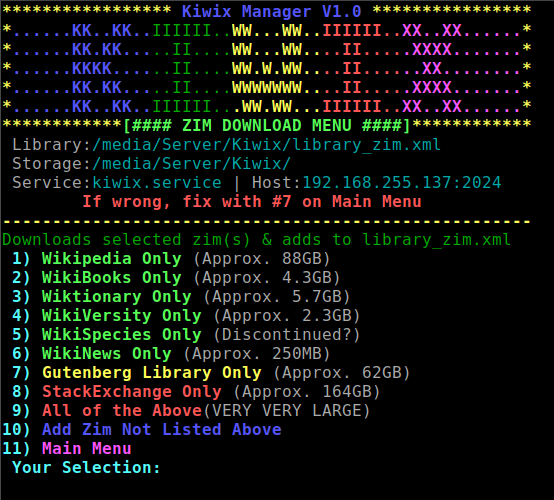 ***************** Kiwix Manager V1.0 ****************
*......KK..KK..IIIIII..WW...WW..IIIIII..XX..XX......*
*......KK.KK.....II....WW...WW....II.....XXXX.......*
*......KKKK......II....WW.W.WW....II......XX........*
*......KK.KK.....II....WWWWWWW....II.....XXXX.......*
*......KK..KK..IIIIII...WW.WW...IIIIII..XX..XX......*
************[#### ZIM DOWNLOAD MENU ####]************
Library:/media/Server/Kiwix/library_zim.xml
Storage:/media/Server/Kiwix/
Service:kiwix.service | Host:192.168.255.137:2024
If wrong, fix with #7 on Main Menu
-----------------------------------------------------
Downloads selected zim(s) & adds to library_zim.xml
1) Wikipedia Only (Approx. 88GB)
2) WikiBooks Only (Approx. 4.3GB)
3) Wiktionary Only (Approx. 5.7GB)
4) WikiVersity Only (Approx. 2.3GB)
5) WikiSpecies Only (Discontinued?)
6) WikiNews Only (Approx. 250MB)
7) Gutenberg Library Only (Approx. 62GB)
8) StackExchange Only (Approx. 164GB)
9) All of the Above(VERY VERY LARGE)
10) Add Zim Not Listed Above
11) Main Menu
Your Selection: